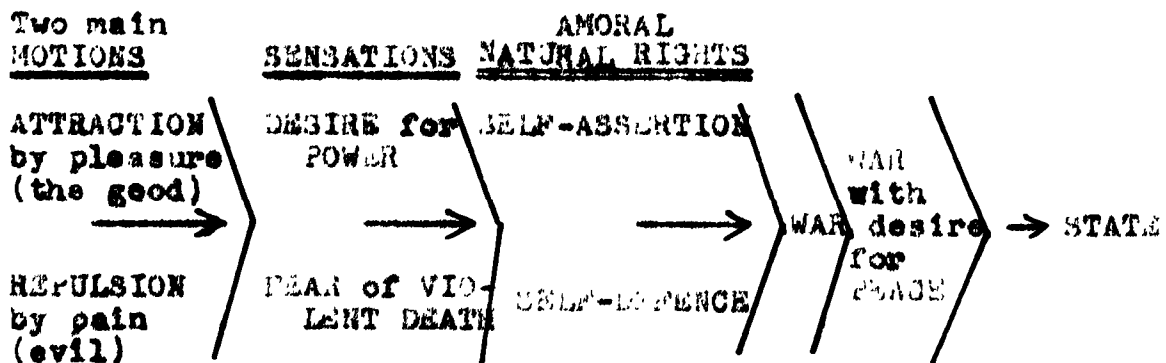 Two main
MOTIONS
SENSATIONS
AMORAL
NATURAL RIGHTS
ATTRACTION
by pleasure
(the good)
DESIRE for
POWER
SELF-ASSERTION
WAR
WAR
with
desire
for
PEACE
STATE
REPULSION
by pain
(evil)
FEAR of VIO-
LENT DEATH
SELF-DEFENCE